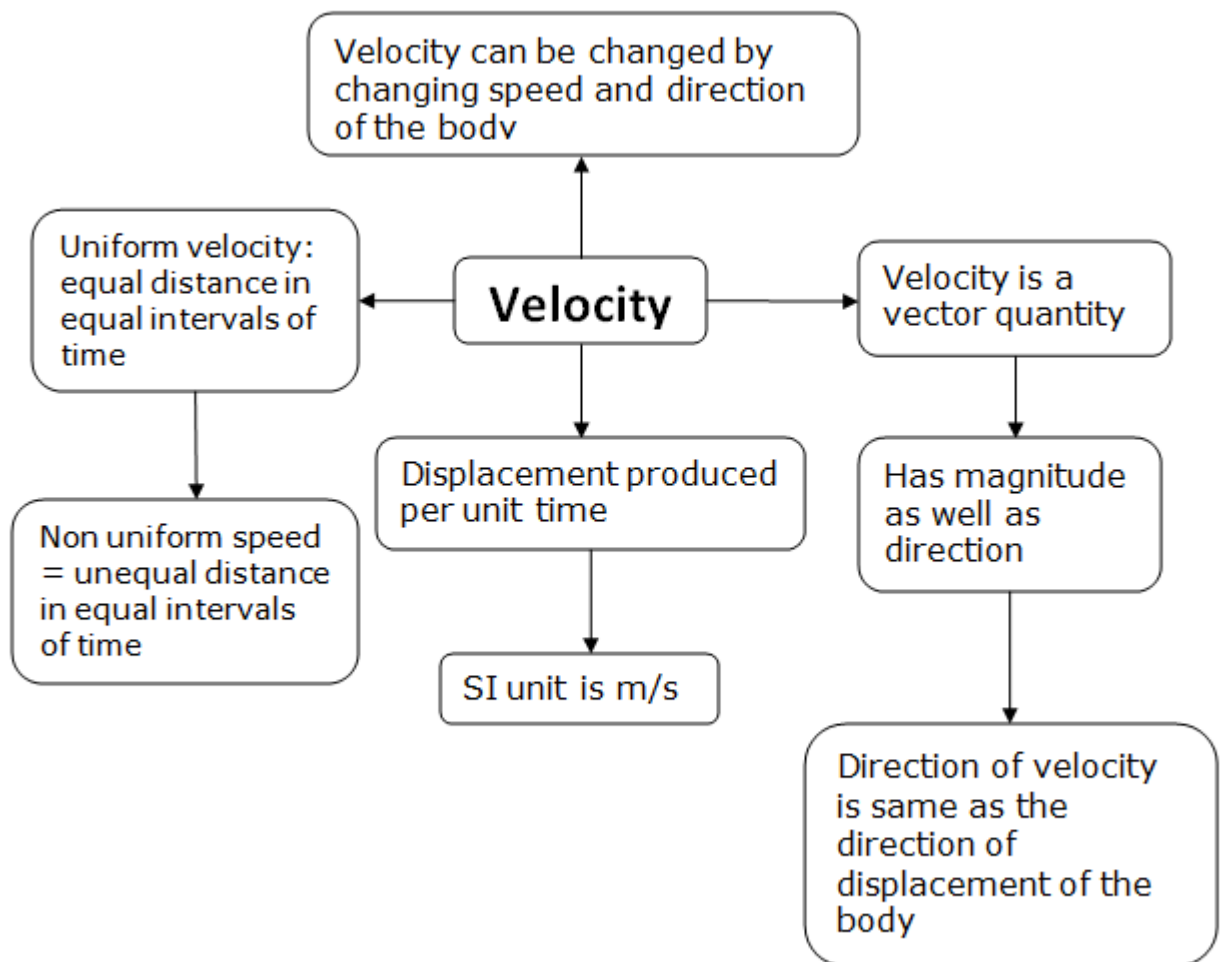 Velocity can be changed by
changing speed and direction
of the body
Uniform velocity:
equal distance in
equal intervals of
time
Velocity
Velocity is a
vector quantity
Displacement produced
per unit time
Has magnitude
as well as
direction
Non uniform speed
= unequal distance
in equal intervals
of time
SI unit is m/s
Direction of velocity
is same as the
direction of
displacement of the
body